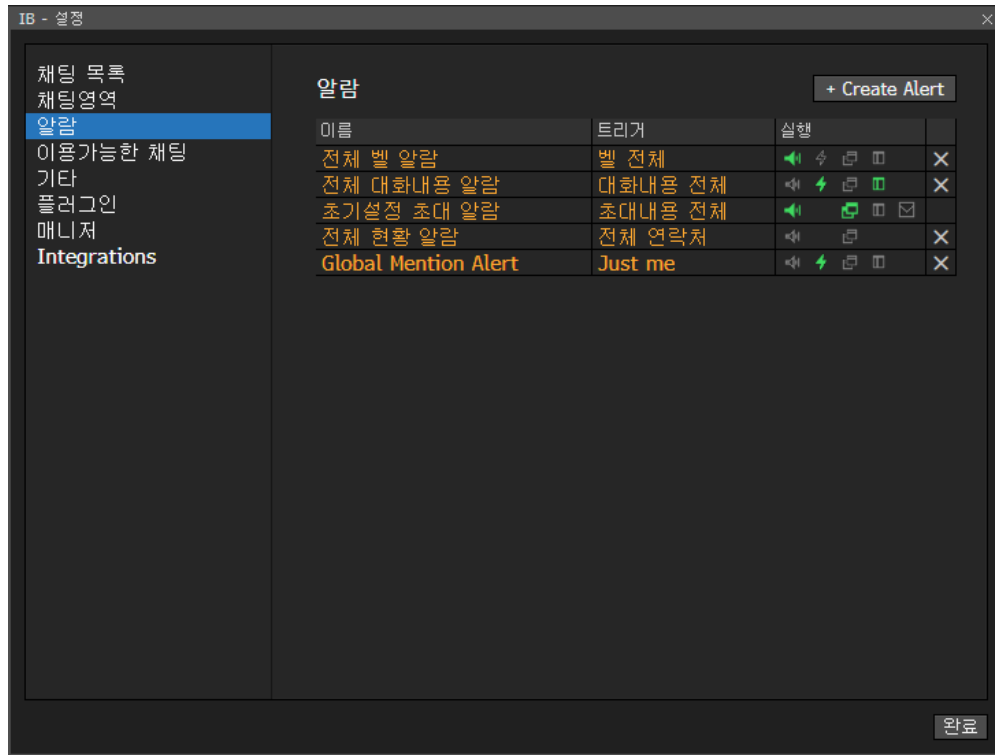 IB - 설정
채팅 목록
채팅영역
알람
이용가능한 채팅
기타
플러그인
매니저
Integrations
알람
+ Create Alert
이름 트리거 실행
전체 벨 알람 벨 전체
전체 대화내용 알람 대화내용 전체
초기설정 초대 알람 초대내용 전체
전체 현황 알람 전체 연락처
Global Mention Alert Just me
완료